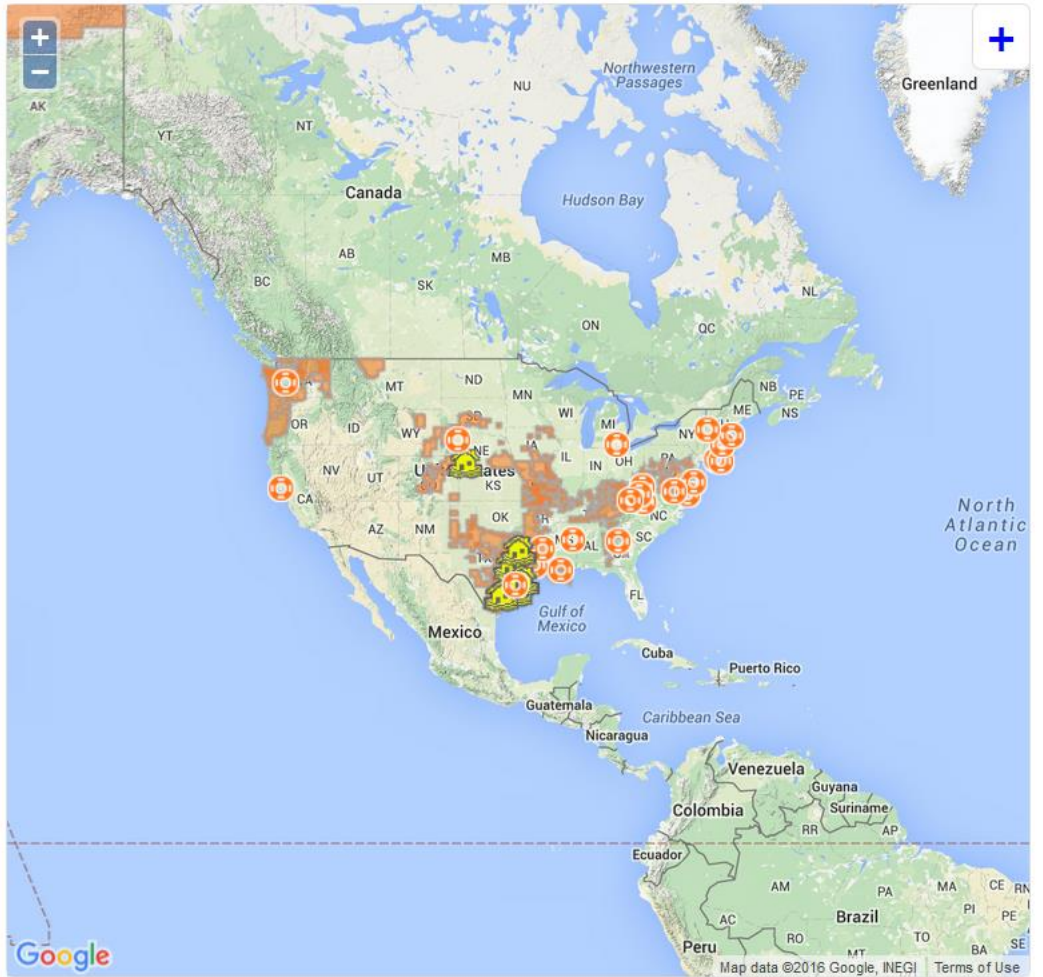 +
−
+
NU
Northwestern
Passages
Greenland
AK
YT
NT
Canada
Hudson Bay
AB
MB
BC
SK
NL
ON
QC
NB
PE
NS
ME
MT
ND
MN
OR
ID
WY
WI
MI
NY
NE
IL
IN
OH
PA
NV
UT
KS
CA
OK
NC
AZ
NM
AL
SC
North
Atlantic
Ocean
FL
Gulf of
Mexico
Mexico
Cuba
Puerto Rico
Guatemala
Caribbean Sea
Nicaragua
Venezuela
Guyana
Colombia
Suriname
RR
AP
Ecuador
AM
PA
MA
CE
RN
PI
AC
Brazil
PE
TO
RO
BA
SE
Peru
MT
Google
Map data ©2016 Google, INEGI
Terms of Use